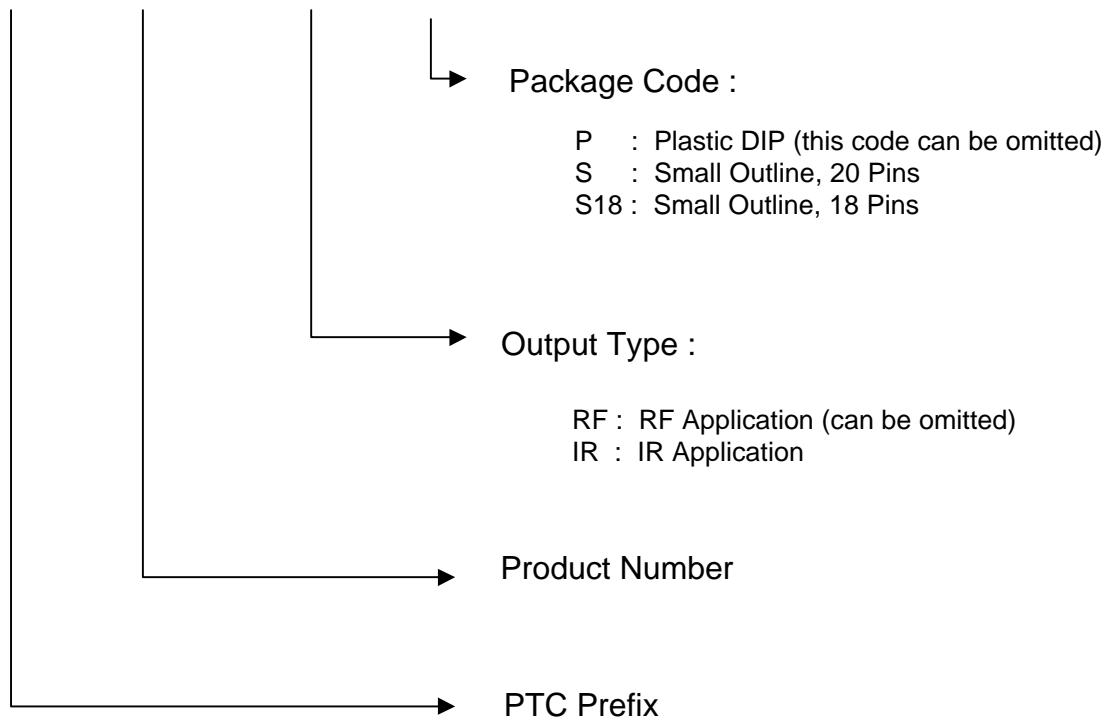 Package Code :
P : Plastic DIP (this code can be omitted)
S : Small Outline, 20 Pins
S18 : Small Outline, 18 Pins
Output Type :
RF : RF Application (can be omitted)
IR : IR Application
Product Number
PTC Prefix